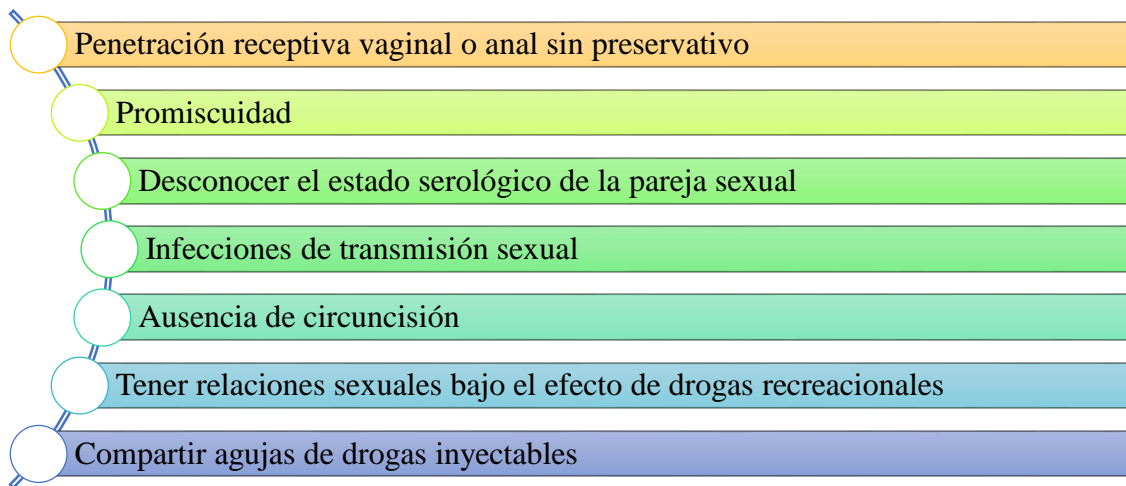 Penetración receptiva vaginal o anal sin preservativo
Promiscuidad
Desconocer el estado serológico de la pareja sexual
Infecciones de transmisión sexual
Ausencia de circuncisión
Tener relaciones sexuales bajo el efecto de drogas recreacionales
Compartir agujas de drogas inyectables